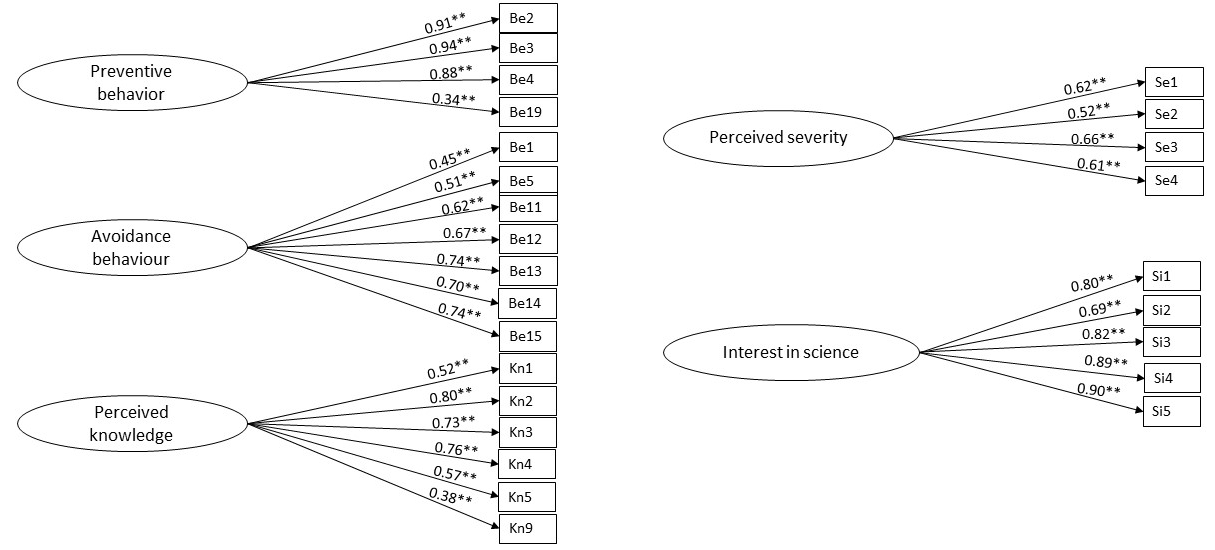 Preventive
behavior
0.91** Be2
0.94** Be3
0.88** Be4
0.34** Be19
Avoidance
behaviour
0.45** Be1
0.51** Be5
0.62** Be11
0.67** Be12
0.74** Be13
0.70** Be14
0.74** Be15
Perceived
knowledge
0.52** Kn1
0.80** Kn2
0.73** Kn3
0.76** Kn4
0.57** Kn5
0.38** Kn9
Perceived severity
0.62** Se1
0.52** Se2
0.66** Se3
0.61** Se4
Interest in science
0.80** Si1
0.69** Si2
0.82** Si3
0.89** Si4
0.90** Si5